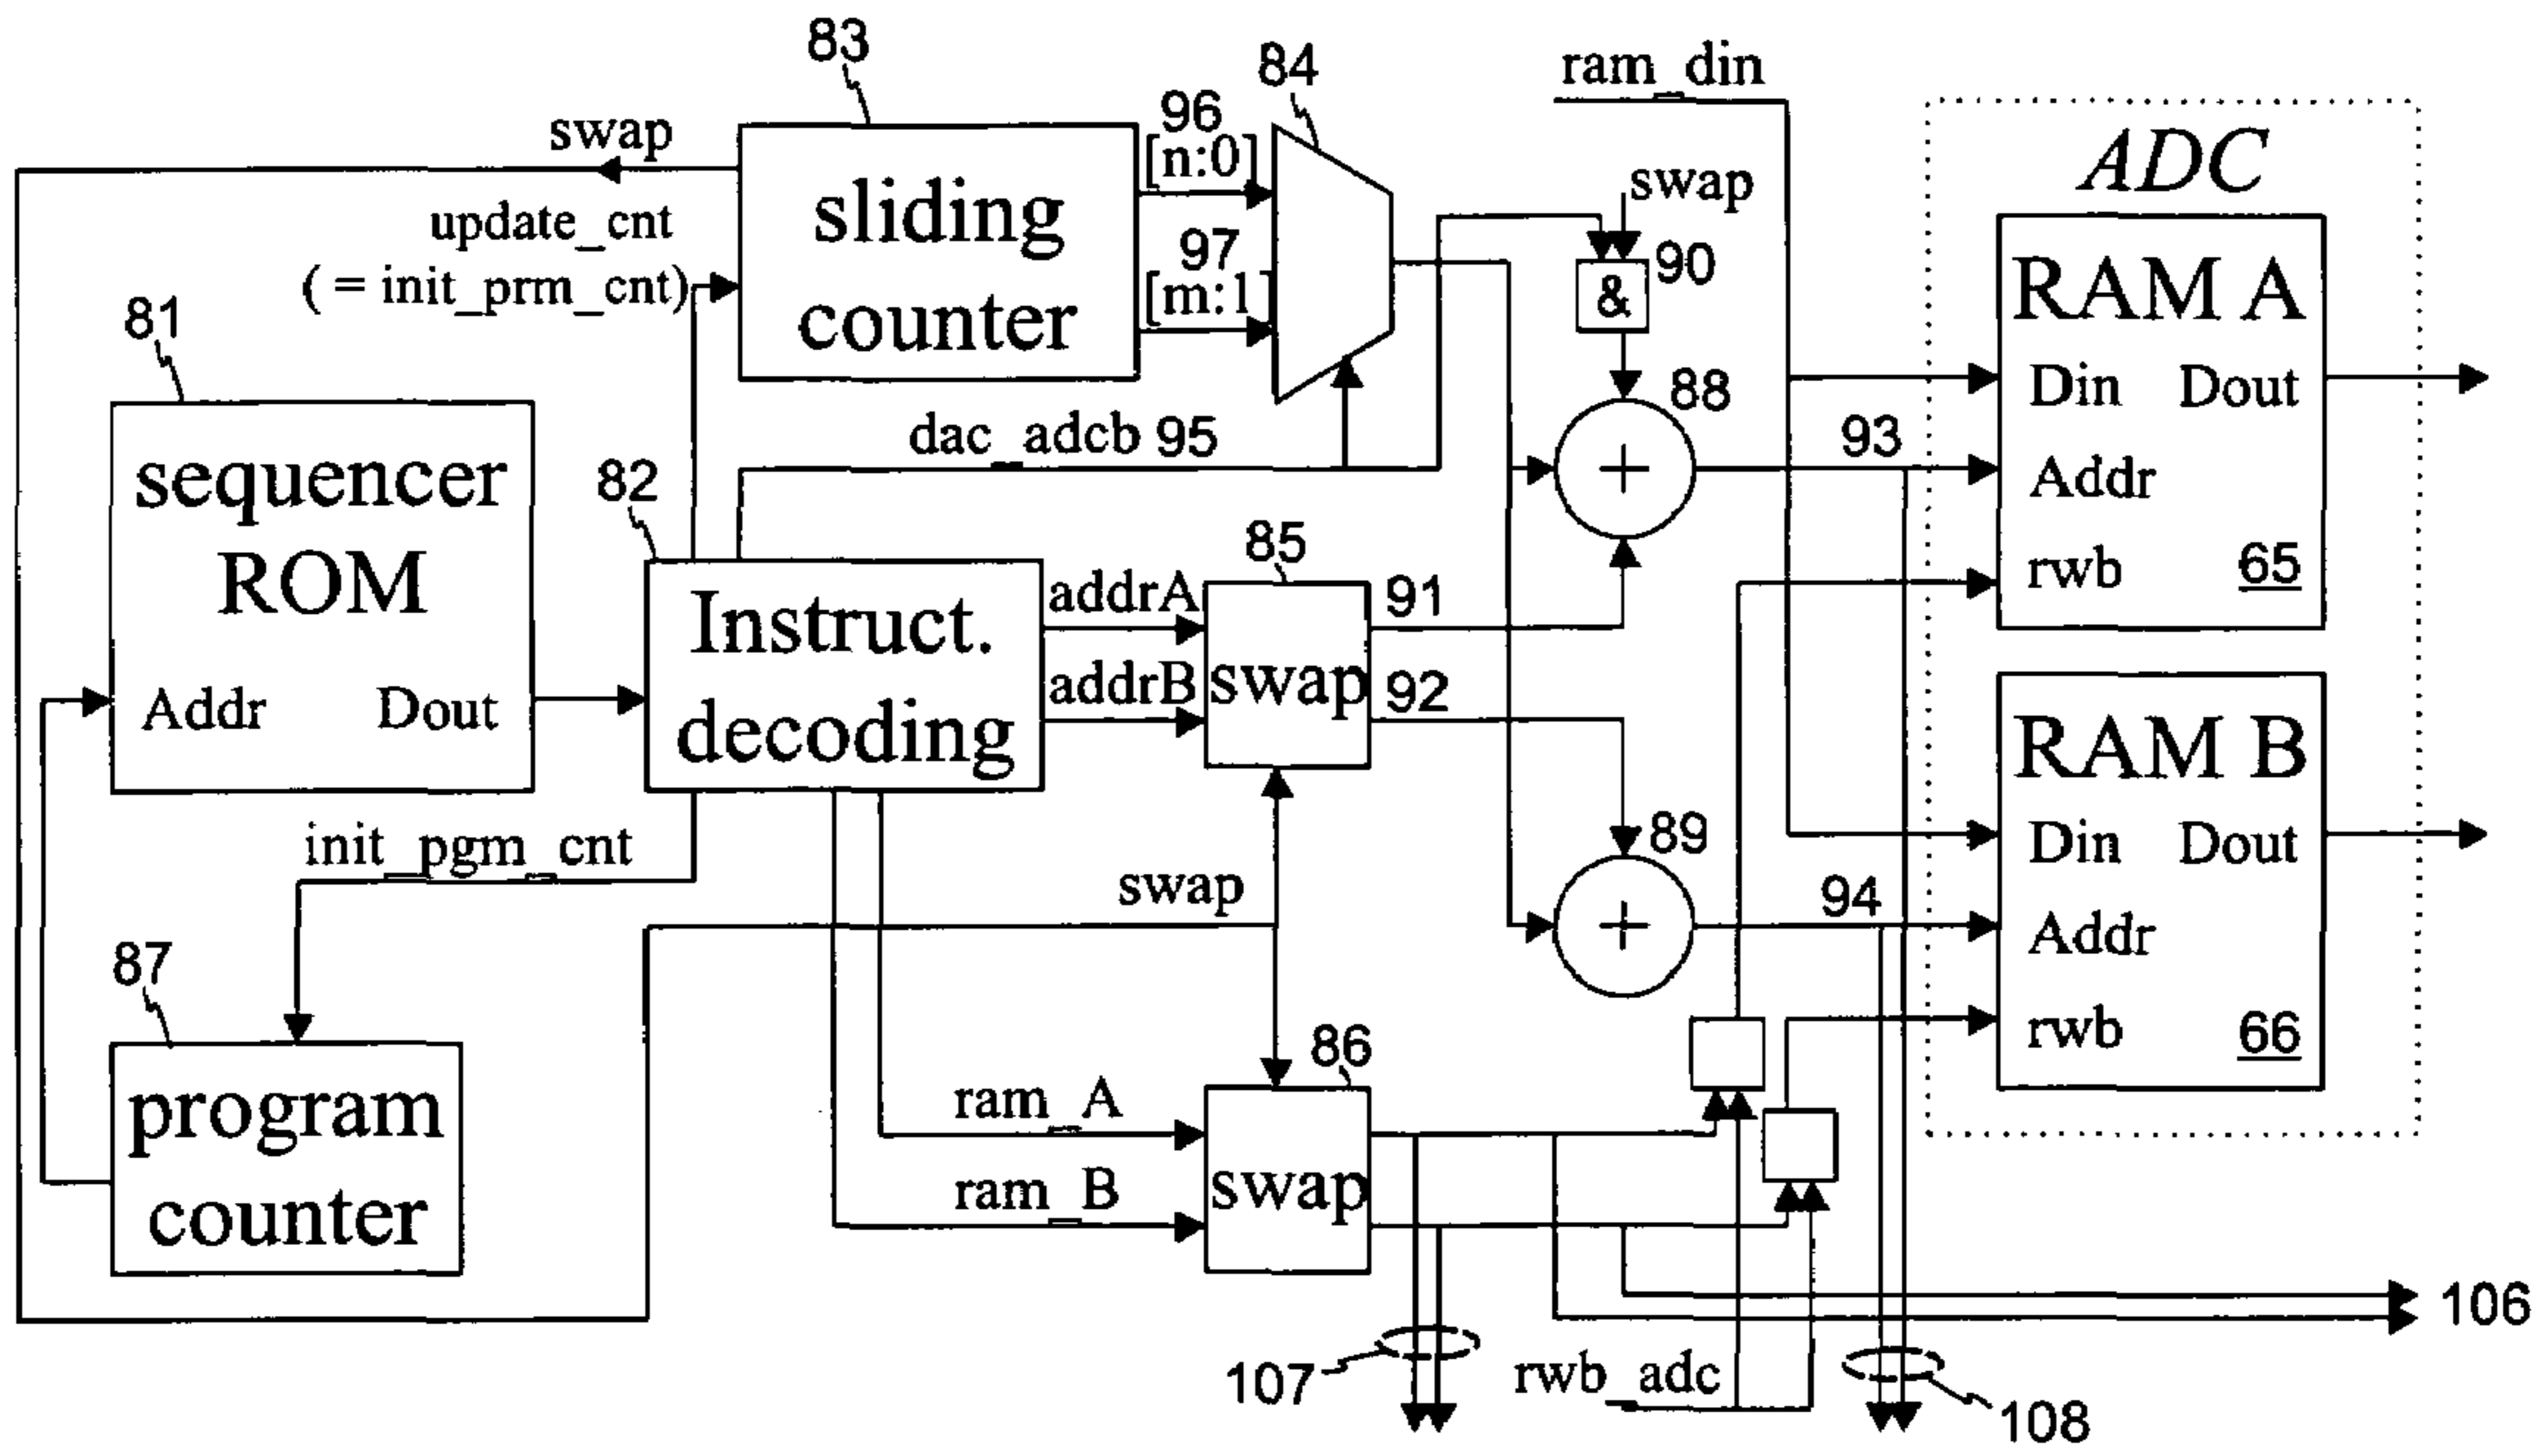 83
84
ram_din
swap
96
[n:0]
ADC
swap
update_cnt
( = init_prm_cnt)
sliding
counter
97
[m:1]
90
&
RAM A
Din
Dout
Addr
rwb
65
81
88
93
dac_adcb 95
82
sequencer
ROM
Addr
Dout
85
Instruct.
decoding
addrA
addrB
swap
91
92
RAM B
Din
Dout
Addr
rwb
66
+
+
89
94
init_pgm_cnt
swap
87
program
counter
86
ram_A
ram_B
swap
106
107
rwb_adc
108